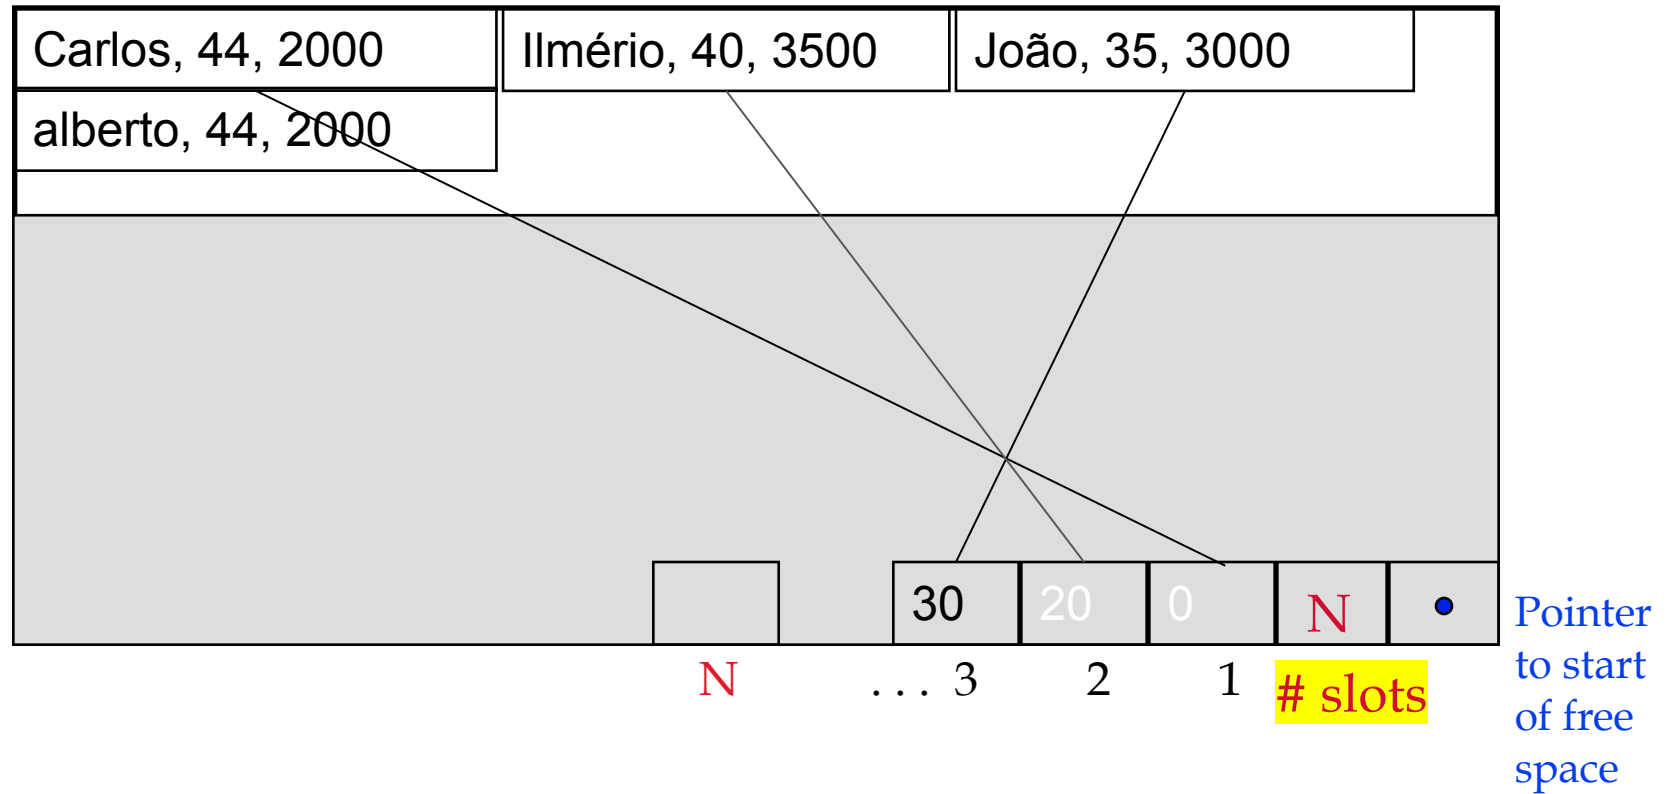 Carlos, 44, 2000 Ilmério, 40, 3500 João, 35, 3000
alberto, 44, 2000
30 20 0 N
N ... 3 2 1 # slots
Pointer
to start
of free
space